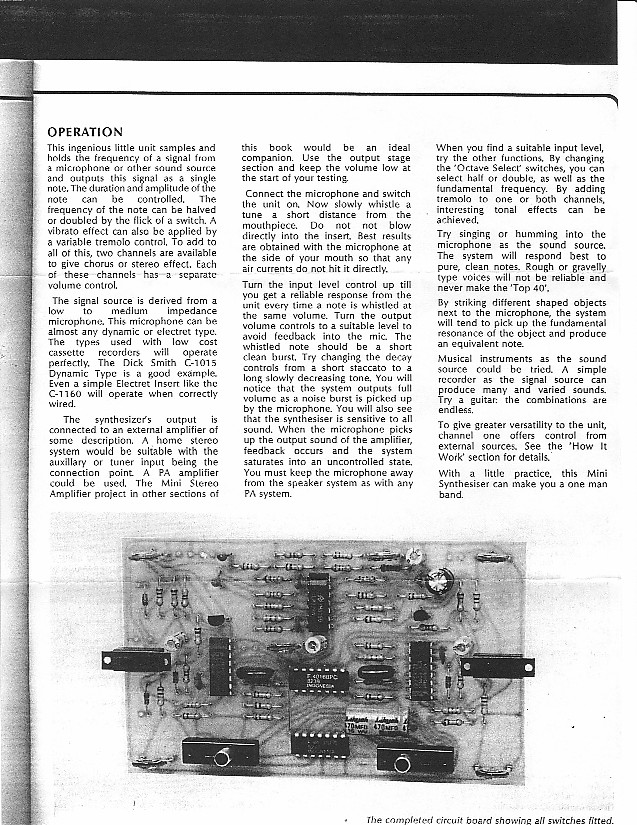 OPERATION
This ingenious little unit samples and
holds the frequency of a signal from
a microphone or other sound source
and outputs this signal as a single
note. The duration and amplitude of the
note can be controlled. The
frequency of the note can be halved
or doubled by the flick of a switch. A
vibrato effect can also be applied by
a variable tremolo control. To add to
all of this, two channels are available
to give chorus or stereo effect. Each
of these channels has a separate
volume control.
The signal source is derived from a
low to medium impedance
microphone. This microphone can be
almost any dynamic or electret type.
The types used with low cost
cassette recorders will operate
perfectly. The Dick Smith C-1015
Dynamic Type is a good example.
Even a simple Electret Insert like the
C-1160 will operate when correctly
wired.
The synthesizer's output is
connected to an external amplifier of
some description. A home stereo
system would be suitable with the
auxillary or tuner input being the
connection point. A PA amplifier
could be used. The Mini Stereo
Amplifier project in other sections of
this book would be an ideal
companion. Use the output stage
section and keep the volume low at
the start of your testing.
Connect the microphone and switch
the unit on. Now slowly whistle a
tune a short distance from the
mouthpiece. Do not not blow
directly into the insert. Best results
are obtained with the microphone at
the side of your mouth so that any
air currents do not hit it directly.
Turn the input level control up till
you get a reliable response from the
unit every time a note is whistled at
the same volume. Turn the output
volume controls to a suitable level to
avoid feedback into the mic. The
whistled note should be a short
clean burst. Try changing the decay
controls from a short staccato to a
long slowly decreasing tone. You will
notice that the system outputs full
volume as a noise burst is picked up
by the microphone. You will also see
that the synthesiser is sensitive to all
sound. When the microphone picks
up the output sound of the amplifier,
feedback occurs and the system
saturates into an uncontrolled state.
You must keep the microphone away
from the speaker system as with any
PA system.
When you find a suitable input level,
try the other functions. By changing
the 'Octave Select' switches, you can
select half or double, as well as the
fundamental frequency. By adding
tremolo to one or both channels,
interesting tonal effects can be
achieved.
Try singing or humming into the
microphone as the sound source.
The system will respond best to
pure, clean notes. Rough or gravelly
type voices will not be reliable and
never make the 'Top 40'.
By striking different shaped objects
next to the microphone, the system
will tend to pick up the fundamental
resonance of the object and produce
an equivalent note.
Musical instruments as the sound
source could be tried. A simple
recorder as the signal source can
produce many and varied sounds.
Try a guitar: the combinations are
endless.
To give greater versatility to the unit,
channel one offers control from
external sources. See the 'How It
Work' section for details.
With a little practice, this Mini
Synthesiser can make you a one man
band.
INDONESIA
470MFD
The completed circuit board showing all switches fitted.